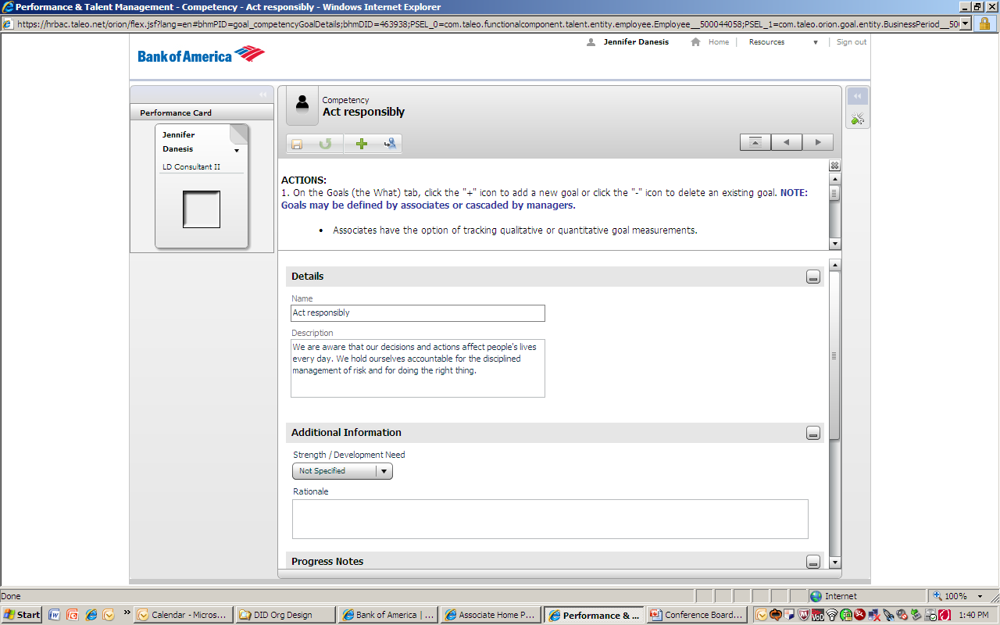 Performance & Talent Management - Competency - Act responsibly - Windows Internet Explorer
https://hrbac.taleo.net/orion/flex.jsf?lang=en#bhmPID=goal_competencyGoalDetails;bhmDID=463938;PSEL_0=com.taleo.functionalcomponent.talent.entity.employee.Employee__500044058;PSEL_1=com.taleo.orion.goal.entity.BusinessPeriod__50
Jennifer Danesis Home Resources Sign out
Bank of America
Performance Card
Jennifer
Danesis
LD Consultant II
Competency
Act responsibly
ACTIONS:
1. On the Goals (the What) tab, click the "+" icon to add a new goal or click the "-" icon to delete an existing goal. NOTE:
Goals may be defined by associates or cascaded by managers.
• Associates have the option of tracking qualitative or quantitative goal measurements.
Details
Name
Act responsibly
Description
We are aware that our decisions and actions affect people's lives
every day. We hold ourselves accountable for the disciplined
management of risk and for doing the right thing.
Additional Information
Strength / Development Need
Not Specified
Rationale
Progress Notes
Done Internet 100%
Start » Calendar - Micros... DID Org Design Bank of America | ... Associate Home P... Performance & ... Conference Board... 1:40 PM